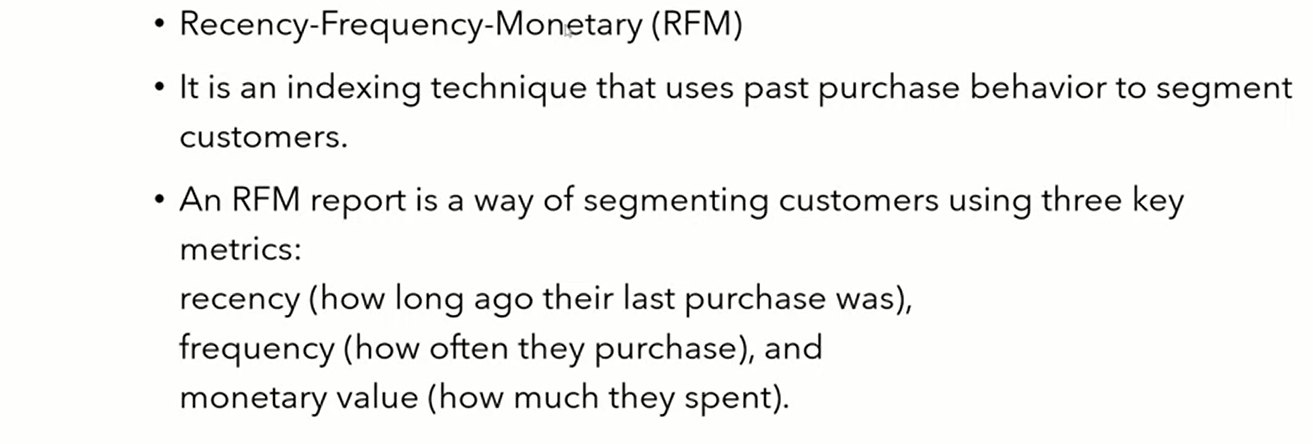 • Recency-Frequency-Monetary (RFM)
• It is an indexing technique that uses past purchase behavior to segment
customers.
• An RFM report is a way of segmenting customers using three key
metrics:
recency (how long ago their last purchase was),
frequency (how often they purchase), and
monetary value (how much they spent).